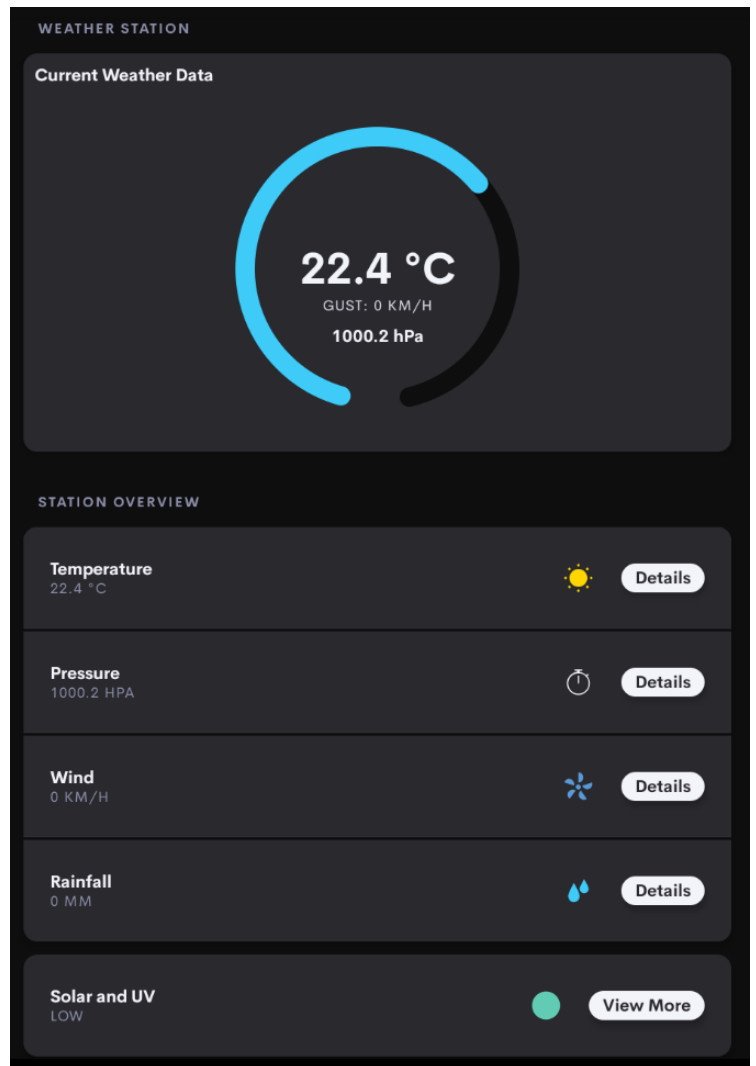 WEATHER STATION
Current Weather Data
22.4 °C
GUST: 0 KM/H
1000.2 hPa
STATION OVERVIEW
Temperature
22.4 °C
Details
Pressure
1000.2 HPA
Details
Wind
0 KM/H
Details
Rainfall
0 MM
Details
Solar and UV
LOW
View More